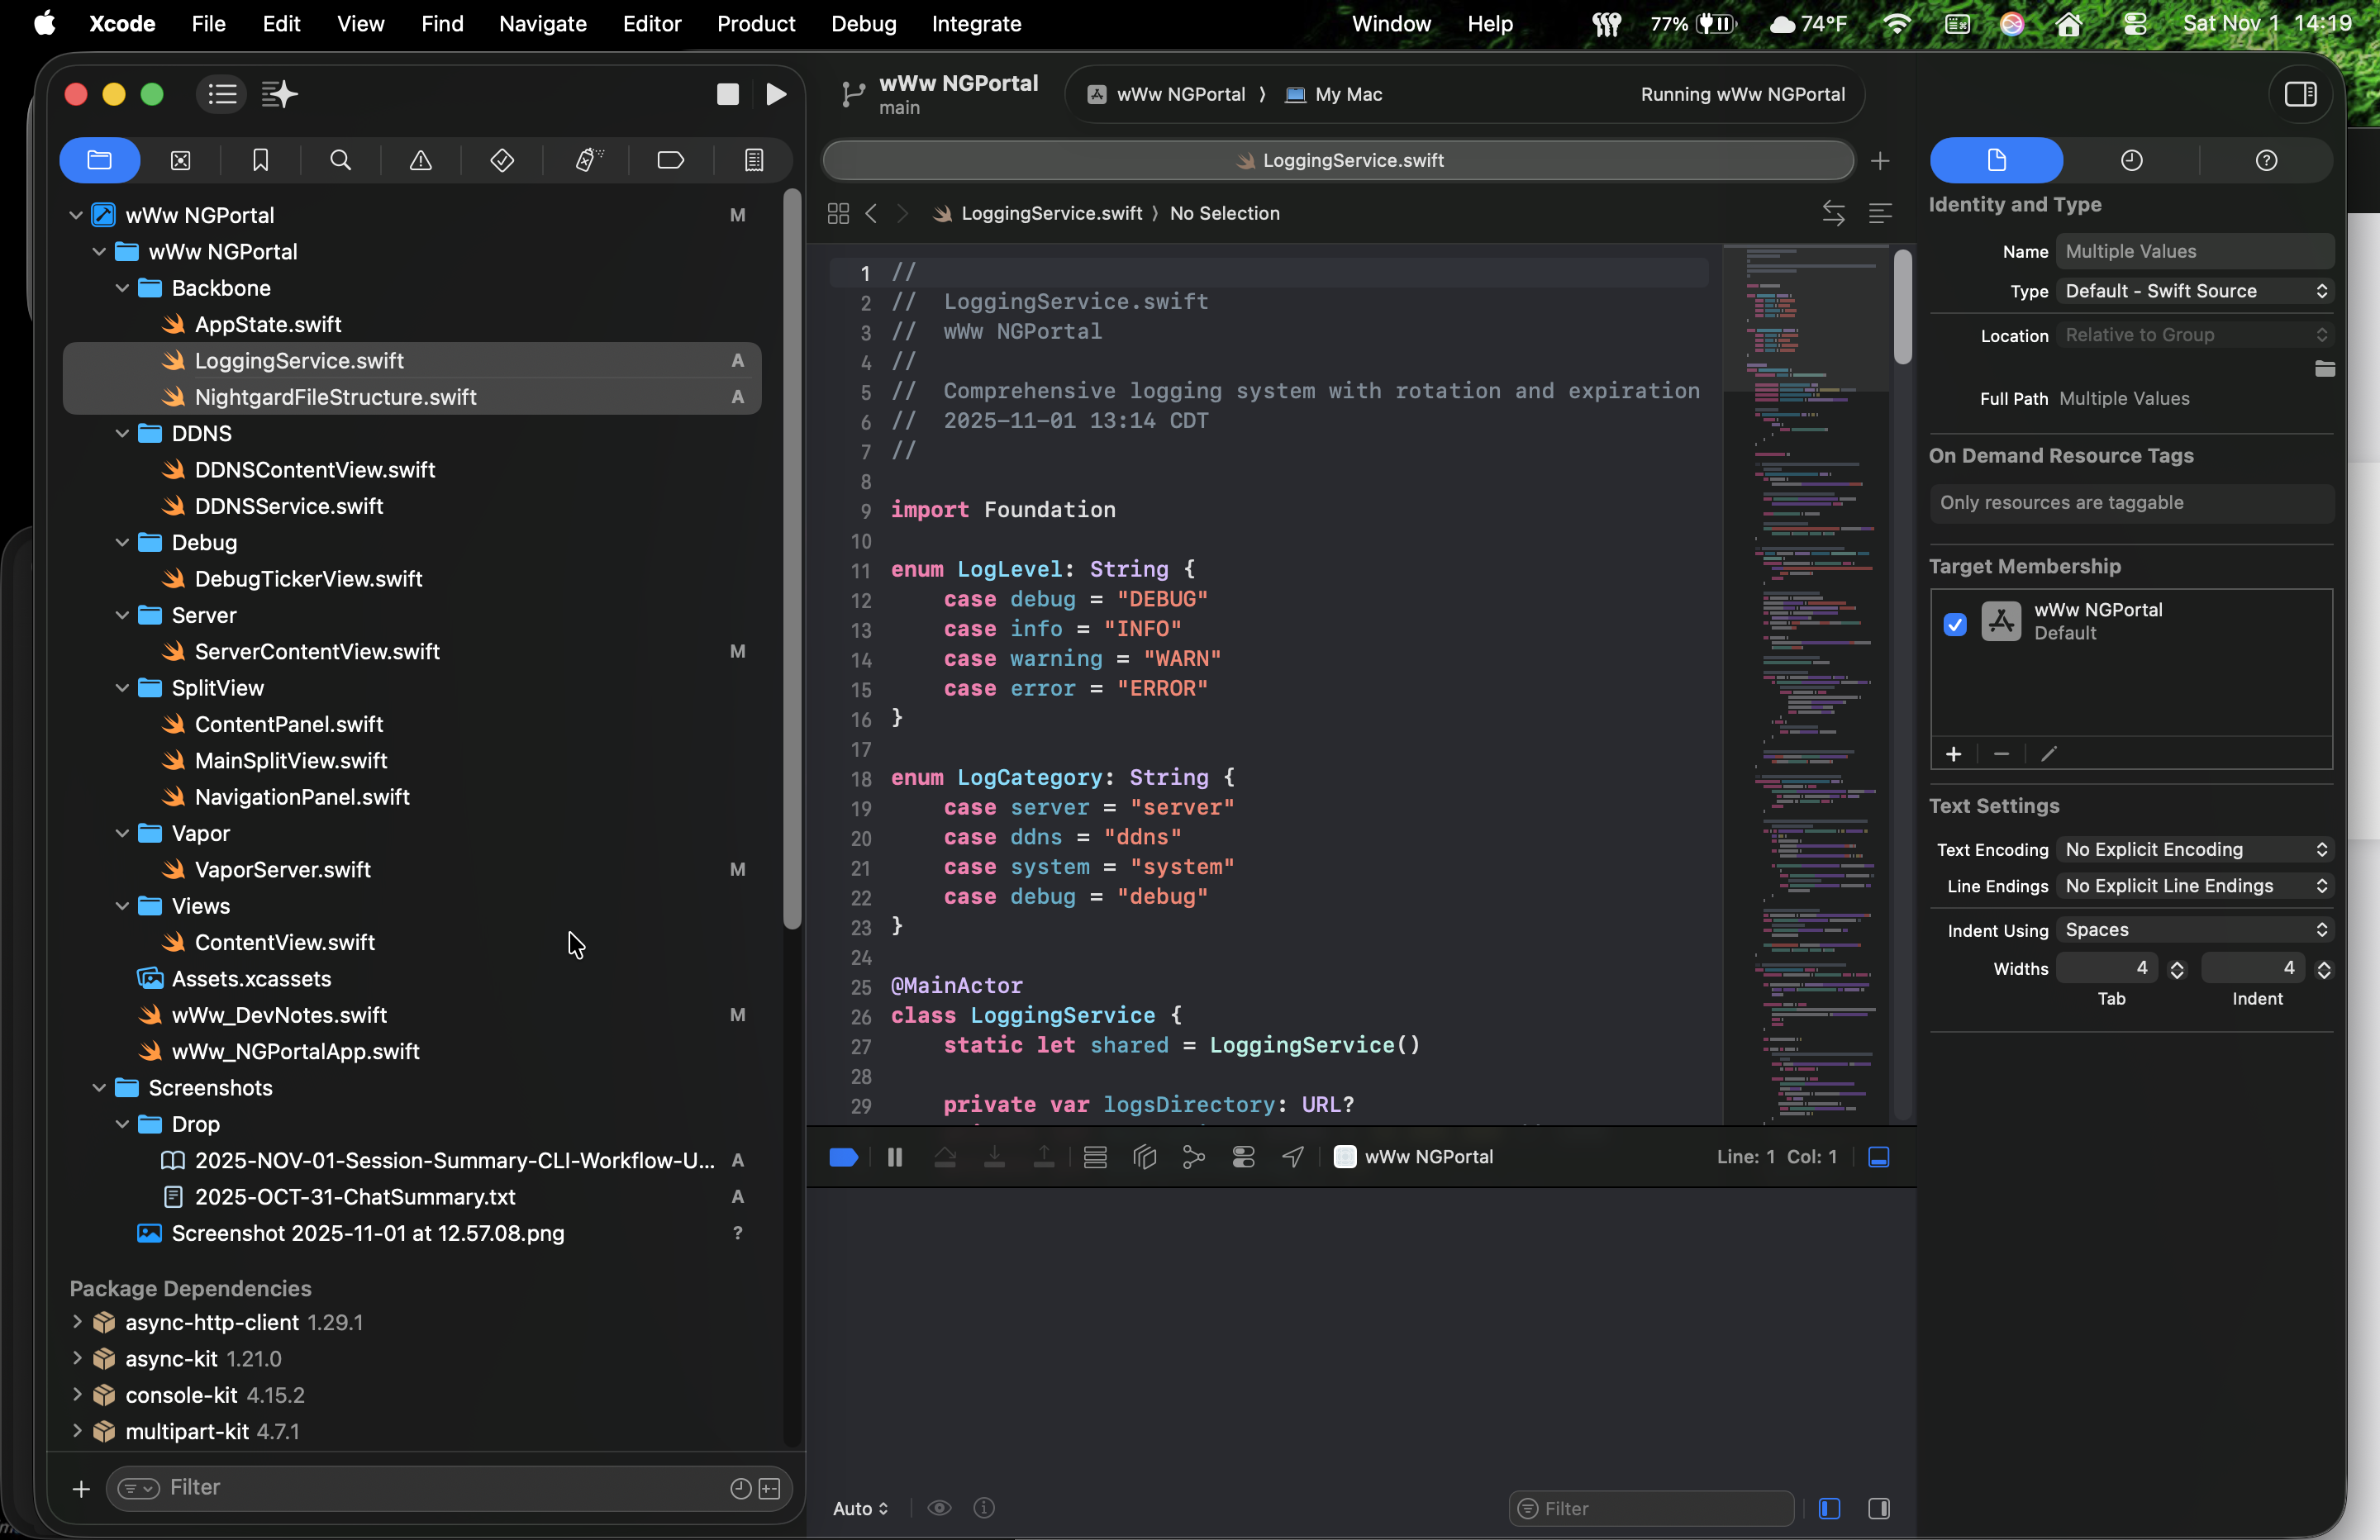 Xcode File Edit View Find Navigate Editor Product Debug Integrate Window Help 77% 74°F Sat Nov 1 14:19
wWw NGPortal
main
wWw NGPortal 〉 My Mac
Running wWw NGPortal
LoggingService.swift
LoggingService.swift 〉 No Selection
wWw NGPortal M
wWw NGPortal
Backbone
AppState.swift
LoggingService.swift A
NightgardFileStructure.swift A
DDNS
DDNSContentView.swift
DDNSService.swift
Debug
DebugTickerView.swift
Server
ServerContentView.swift M
SplitView
ContentPanel.swift
MainSplitView.swift
NavigationPanel.swift
Vapor
VaporServer.swift M
Views
ContentView.swift
Assets.xcassets
wWw_DevNotes.swift M
wWw_NGPortalApp.swift
Screenshots
Drop
2025-NOV-01-Session-Summary-CLI-Workflow-U... A
2025-OCT-31-ChatSummary.txt A
Screenshot 2025-11-01 at 12.57.08.png ?
Package Dependencies
async-http-client 1.29.1
async-kit 1.21.0
console-kit 4.15.2
multipart-kit 4.7.1
Filter
1 //
2 //  LoggingService.swift
3 //  wWw NGPortal
4 //
5 //  Comprehensive logging system with rotation and expiration
6 //  2025-11-01 13:14 CDT
7 //
8
9 import Foundation
10
11 enum LogLevel: String {
12     case debug = "DEBUG"
13     case info = "INFO"
14     case warning = "WARN"
15     case error = "ERROR"
16 }
17
18 enum LogCategory: String {
19     case server = "server"
20     case ddns = "ddns"
21     case system = "system"
22     case debug = "debug"
23 }
24
25 @MainActor
26 class LoggingService {
27     static let shared = LoggingService()
28
29     private var logsDirectory: URL?
wWw NGPortal
Line: 1 Col: 1
Auto
Filter
Identity and Type
Name Multiple Values
Type Default - Swift Source
Location Relative to Group
Full Path Multiple Values
On Demand Resource Tags
Only resources are taggable
Target Membership
wWw NGPortal
Default
Text Settings
Text Encoding No Explicit Encoding
Line Endings No Explicit Line Endings
Indent Using Spaces
Widths 4 4
Tab Indent